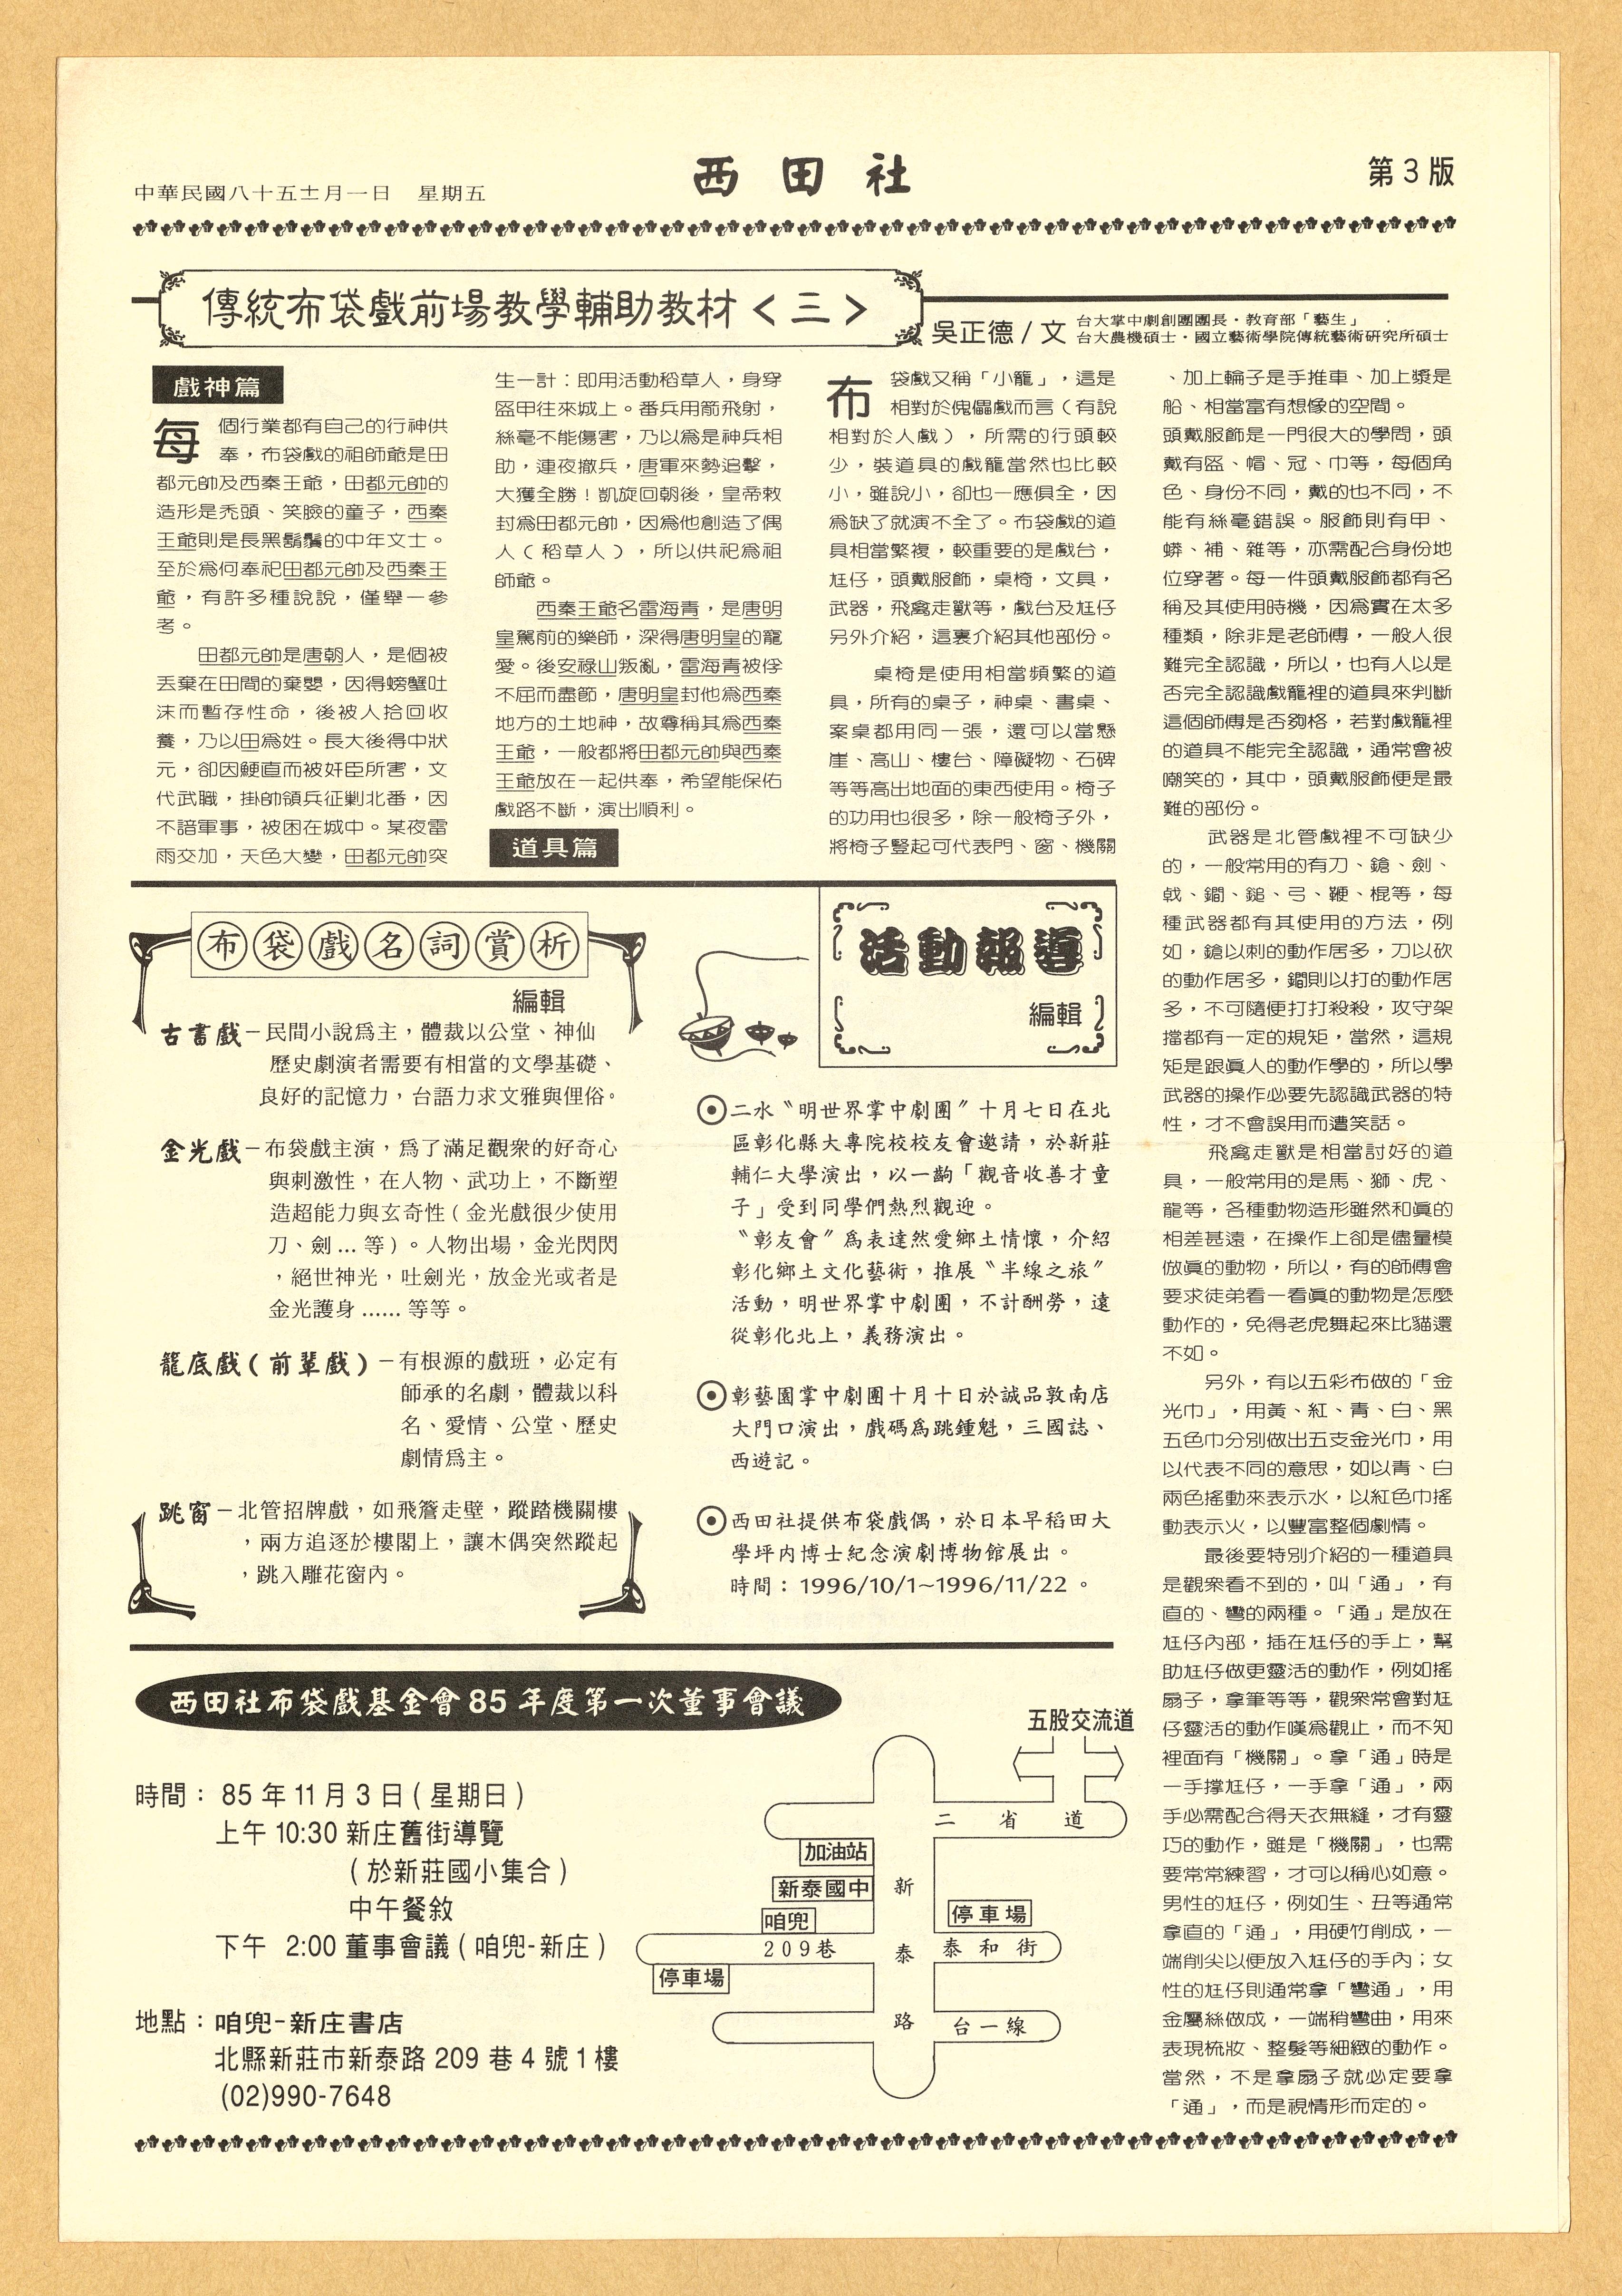 中華民國八十五年十一月一日　星期五
西田社
第3版
傳統布袋戲前場教學輔助教材＜三＞
吳正德／文
台大掌中劇創團團長・教育部「藝生」
台大農機碩士・國立藝術學院傳統藝術研究所碩士
戲神篇
每個行業都有自己的行神供
奉，布袋戲的祖師爺是田
都元帥及西秦王爺，田都元帥的
造形是禿頭、笑臉的童子，西秦
王爺則是長黑鬍鬚的中年文士。
至於為何奉祀田都元帥及西秦王
爺，有許多種說說，僅舉一參
考。
田都元帥是唐朝人，是個被
丟棄在田間的棄嬰，因得螃蟹吐
沫而暫存性命，後被人拾回收
養，乃以田為姓。長大後得中狀
元，卻因鯁直而被奸臣所害，文
代武職，掛帥領兵征剿北番，因
不諳軍事，被困在城中。某夜雷
雨交加，天色大變，田都元帥突
生一計：即用活動稻草人，身穿
盔甲往來城上。番兵用箭飛射，
絲毫不能傷害，乃以為是神兵相
助，連夜撤兵，唐軍來勢追擊，
大獲全勝！凱旋回朝後，皇帝敕
封為田都元帥，因為他創造了偶
人（稻草人），所以供祀為祖
師爺。
西秦王爺名雷海青，是唐明
皇駕前的樂師，深得唐明皇的寵
愛。後安祿山叛亂，雷海青被俘
不屈而盡節，唐明皇封他為西秦
地方的土地神，故尊稱其為西秦
王爺，一般都將田都元帥與西秦
王爺放在一起供奉，希望能保佑
戲路不斷，演出順利。
道具篇
布袋戲又稱「小籠」，這是
相對於傀儡戲而言（有說
相對於人戲），所需的行頭較
少，裝道具的戲籠當然也比較
小，雖說小，卻也一應俱全，因
為缺了就演不全了。布袋戲的道
具相當繁複，較重要的是戲台，
尪仔，頭戴服飾，桌椅，文具，
武器，飛禽走獸等，戲台及尪仔
另外介紹，這裏介紹其他部份。
桌椅是使用相當頻繁的道
具，所有的桌子，神桌、書桌、
案桌都用同一張，還可以當懸
崖、高山、樓台、障礙物、石碑
等等高出地面的東西使用。椅子
的功用也很多，除一般椅子外，
將椅子豎起可代表門、窗、機關
、加上輪子是手推車、加上槳是
船、相當富有想像的空間。
頭戴服飾是一門很大的學問，頭
戴有盔、帽、冠、巾等，每個角
色、身份不同，戴的也不同，不
能有絲毫錯誤。服飾則有甲、
蟒、補、雜等，亦需配合身份地
位穿著。每一件頭戴服飾都有名
稱及其使用時機，因為實在太多
種類，除非是老師傅，一般人很
難完全認識，所以，也有人以是
否完全認識戲籠裡的道具來判斷
這個師傅是否夠格，若對戲籠裡
的道具不能完全認識，通常會被
嘲笑的，其中，頭戴服飾便是最
難的部份。
武器是北管戲裡不可缺少
的，一般常用的有刀、鎗、劍、
戟、鐧、鎚、弓、鞭、棍等，每
種武器都有其使用的方法，例
如，鎗以刺的動作居多，刀以砍
的動作居多，鐧則以打的動作居
多，不可隨便打打殺殺，攻守架
擋都有一定的規矩，當然，這規
矩是跟眞人的動作學的，所以學
武器的操作必要先認識武器的特
性，才不會誤用而遭笑話。
飛禽走獸是相當討好的道
具，一般常用的是馬、獅、虎、
龍等，各種動物造形雖然和眞的
相差甚遠，在操作上卻是儘量模
倣眞的動物，所以，有的師傅會
要求徒弟看一看眞的動物是怎麼
動作的，免得老虎舞起來比貓還
不如。
另外，有以五彩布做的「金
光巾」，用黃、紅、青、白、黑
五色巾分別做出五支金光巾，用
以代表不同的意思，如以青、白
兩色搖動來表示水，以紅色巾搖
動表示火，以豐富整個劇情。
最後要特別介紹的一種道具
是觀眾看不到的，叫「通」，有
直的、彎的兩種。「通」是放在
尪仔內部，插在尪仔的手上，幫
助尪仔做更靈活的動作，例如搖
扇子，拿筆等等，觀眾常會對尪
仔靈活的動作嘆為觀止，而不知
裡面有「機關」。拿「通」時是
一手撐尪仔，一手拿「通」，兩
手必需配合得天衣無縫，才有靈
巧的動作，雖是「機關」，也需
要常常練習，才可以稱心如意。
男性的尪仔，例如生、丑等通常
拿直的「通」，用硬竹削成，一
端削尖以便放入尪仔的手內；女
性的尪仔則通常拿「彎通」，用
金屬絲做成，一端稍彎曲，用來
表現梳妝、整髮等細緻的動作。
當然，不是拿扇子就必定要拿
「通」，而是視情形而定的。
布袋戲名詞賞析
編輯
古書戲－民間小說為主，體裁以公堂、神仙
歷史劇演者需要有相當的文學基礎、
良好的記憶力，台語力求文雅與俚俗。
金光戲－布袋戲主演，為了滿足觀衆的好奇心
與刺激性，在人物、武功上，不斷塑
造超能力與玄奇性（金光戲很少使用
刀、劍…等）。人物出場，金光閃閃
，絕世神光，吐劍光，放金光或者是
金光護身……等等。
籠底戲（前輩戲）－有根源的戲班，必定有
師承的名劇，體裁以科
名、愛情、公堂、歷史
劇情為主。
跳窗－北管招牌戲，如飛簷走壁，蹤踏機關樓
，兩方追逐於樓閣上，讓木偶突然蹤起
，跳入雕花窗內。
活動報導
編輯
⊙二水〝明世界掌中劇團〞十月七日在北
區彰化縣大專院校校友會邀請，於新莊
輔仁大學演出，以一齣「觀音收善才童
子」受到同學們熱烈觀迎。
〝彰友會〞為表達然愛鄉土情懷，介紹
彰化鄉土文化藝術，推展〝半線之旅〞
活動，明世界掌中劇團，不計酬勞，遠
從彰化北上，義務演出。
⊙彰藝園掌中劇團十月十日於誠品敦南店
大門口演出，戲碼為跳鍾魁，三國誌、
西遊記。
⊙西田社提供布袋戲偶，於日本早稻田大
學坪內博士紀念演劇博物館展出。
時間：1996/10/1~1996/11/22。
西田社布袋戲基金會85年度第一次董事會議
時間：85年11月3日(星期日)
上午10:30新庄舊街導覽
(於新莊國小集合)
中午餐敘
下午 2:00董事會議(咱兜-新庄)
地點：咱兜-新庄書店
北縣新莊市新泰路209巷4號1樓
(02)990-7648
五股交流道
二省道
加油站
新泰國中
咱兜
209巷
停車場
新泰路
停車場
泰和街
台一線